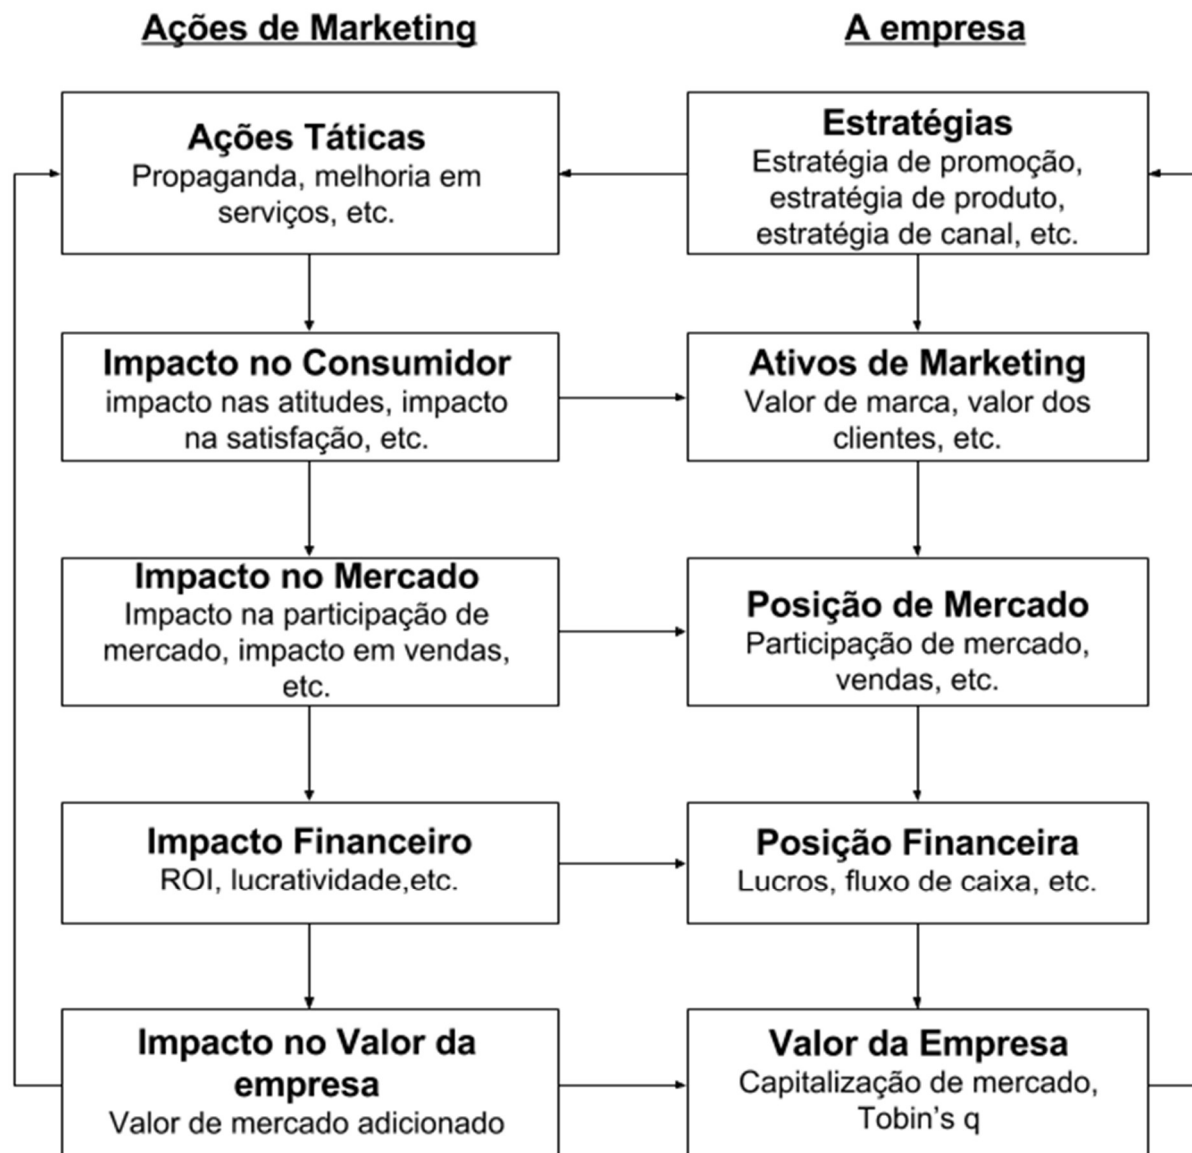 Ações de Marketing
A empresa
Ações Táticas
Propaganda, melhoria em
serviços, etc.
Estratégias
Estratégia de promoção,
estratégia de produto,
estratégia de canal, etc.
Impacto no Consumidor
impacto nas atitudes, impacto
na satisfação, etc.
Ativos de Marketing
Valor de marca, valor dos
clientes, etc.
Impacto no Mercado
Impacto na participação de
mercado, impacto em vendas,
etc.
Posição de Mercado
Participação de mercado,
vendas, etc.
Impacto Financeiro
ROI, lucratividade,etc.
Posição Financeira
Lucros, fluxo de caixa, etc.
Impacto no Valor da
empresa
Valor de mercado adicionado
Valor da Empresa
Capitalização de mercado,
Tobin's q